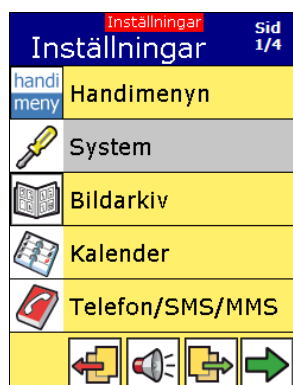 Inställningar
Inställningar
Sid
1/4
handi
meny
Handimenyn
System
Bildarkiv
Kalender
Telefon/SMS/MMS